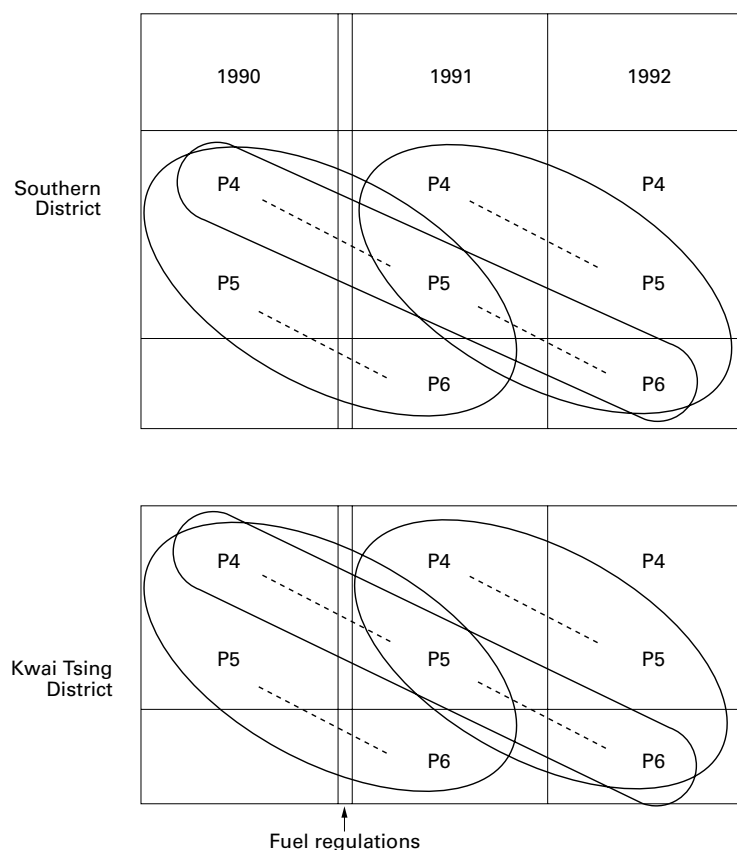 1990 1991 1992
Southern
District
P4 P4 P4
P5 P5 P5
P6 P6
Kwai Tsing
District
P4 P4 P4
P5 P5 P5
P6 P6
Fuel regulations